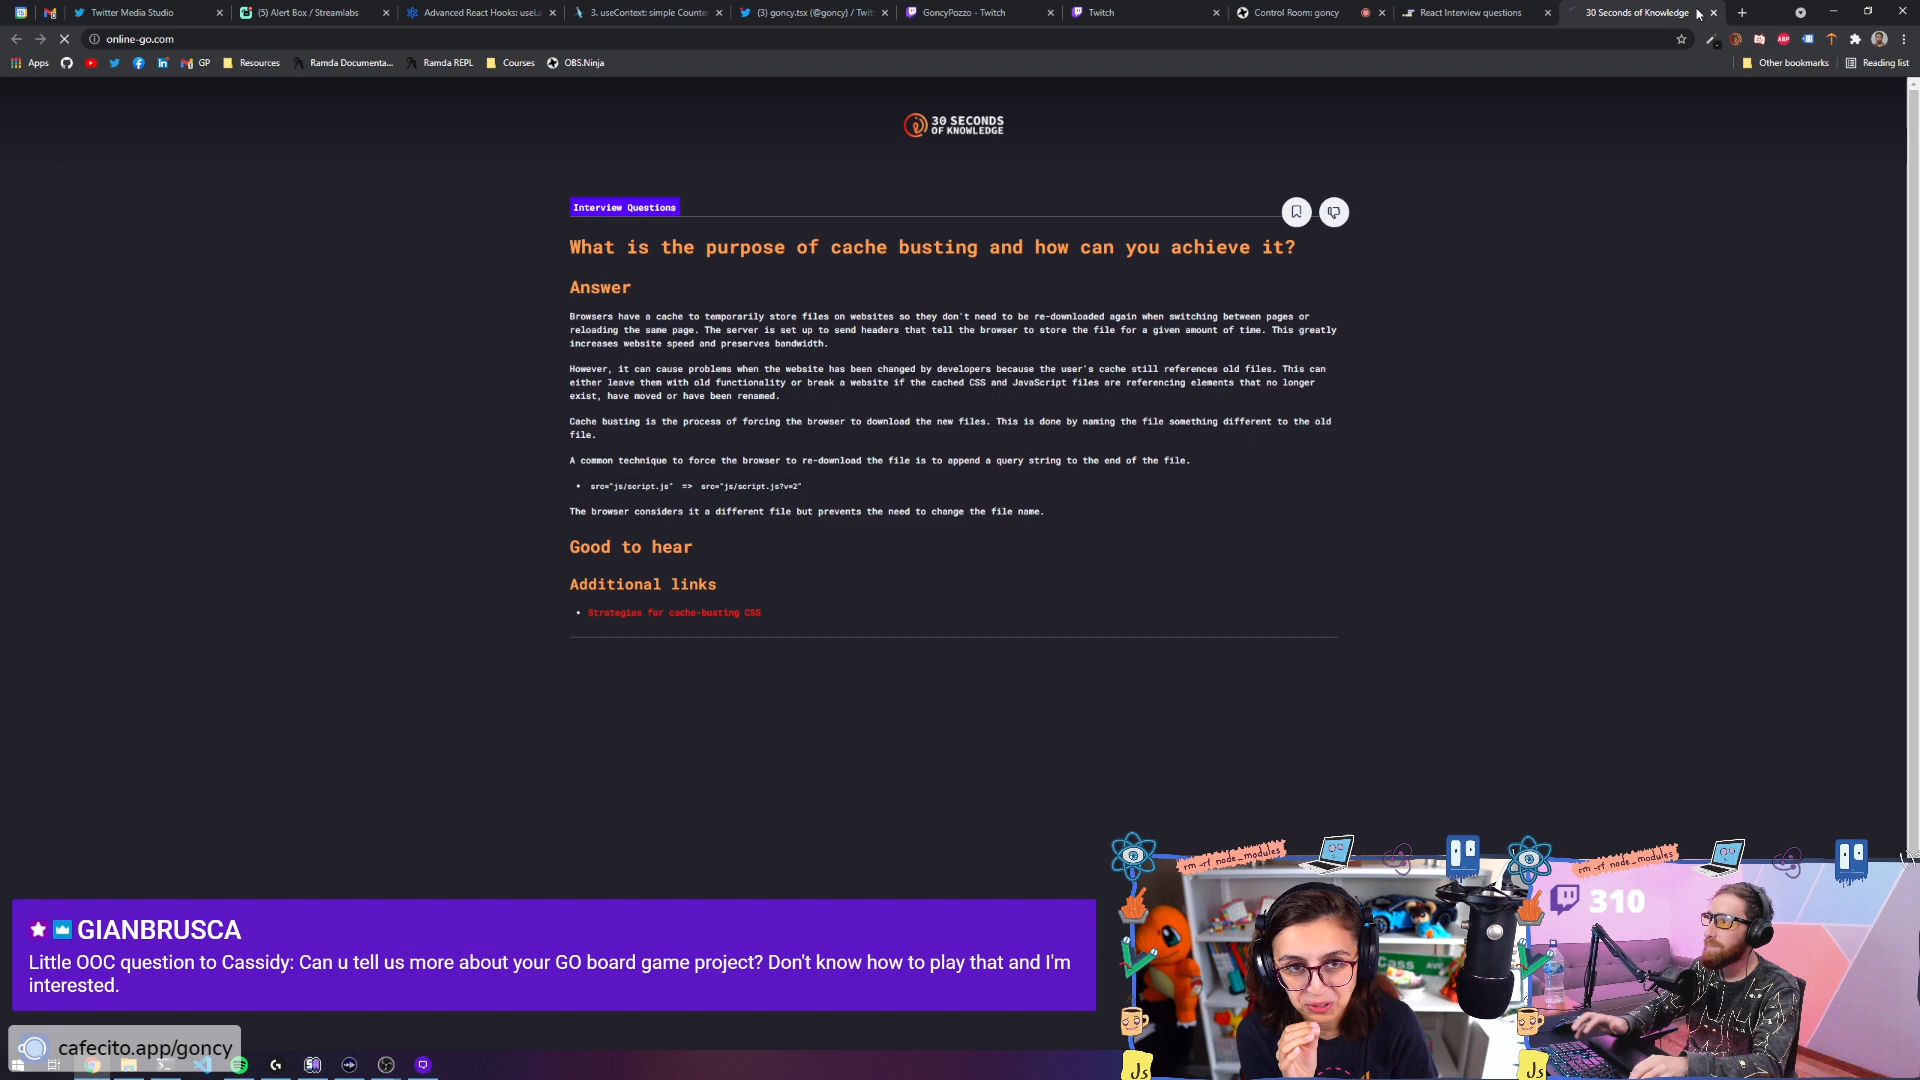 Twitter Media Studio
(5) Alert Box / Streamlabs
Advanced React Hooks: useLa
3. useContext: simple Counte
(3) goncy.tsx (@goncy) / Twitt
GoncyPozzo - Twitch
Twitch
Control Room: goncy
React Interview questions
30 Seconds of Knowledge
online-go.com
Apps
GP
Resources
Ramda Documenta...
Ramda REPL
Courses
OBS.Ninja
Other bookmarks
Reading list
30 SECONDS
OF KNOWLEDGE
Interview Questions
What is the purpose of cache busting and how can you achieve it?
Answer
Browsers have a cache to temporarily store files on websites so they don't need to be re-downloaded again when switching between pages or
reloading the same page. The server is set up to send headers that tell the browser to store the file for a given amount of time. This greatly
increases website speed and preserves bandwidth.
However, it can cause problems when the website has been changed by developers because the user's cache still references old files. This can
either leave them with old functionality or break a website if the cached CSS and JavaScript files are referencing elements that no longer
exist, have moved or have been renamed.
Cache busting is the process of forcing the browser to download the new files. This is done by naming the file something different to the old
file.
A common technique to force the browser to re-download the file is to append a query string to the end of the file.
• src="js/script.js" => src="js/script.js?v=2"
The browser considers it a different file but prevents the need to change the file name.
Good to hear
Additional links
• Strategies for cache-busting CSS
rm -rf node_modules
rm -rf node_modules
310
GIANBRUSCA
Little OOC question to Cassidy: Can u tell us more about your GO board game project? Don't know how to play that and I'm
interested.
Cass AVE
cafecito.app/goncy
Js
Js